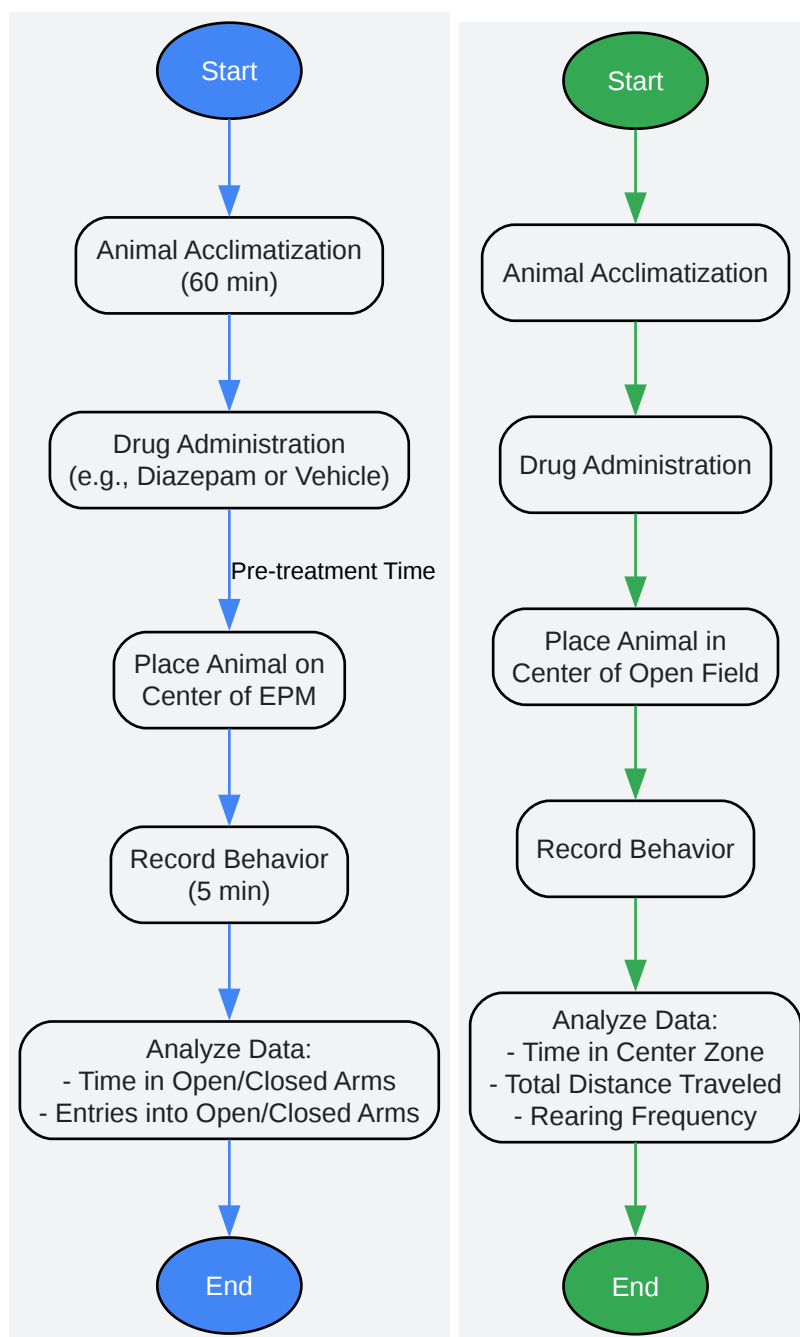 Start
Animal Acclimatization
(60 min)
Drug Administration
(e.g., Diazepam or Vehicle)
Pre-treatment Time
Place Animal on
Center of EPM
Record Behavior
(5 min)
Analyze Data:
- Time in Open/Closed Arms
- Entries into Open/Closed Arms
End
Start
Animal Acclimatization
Drug Administration
Place Animal in
Center of Open Field
Record Behavior
Analyze Data:
- Time in Center Zone
- Total Distance Traveled
- Rearing Frequency
End